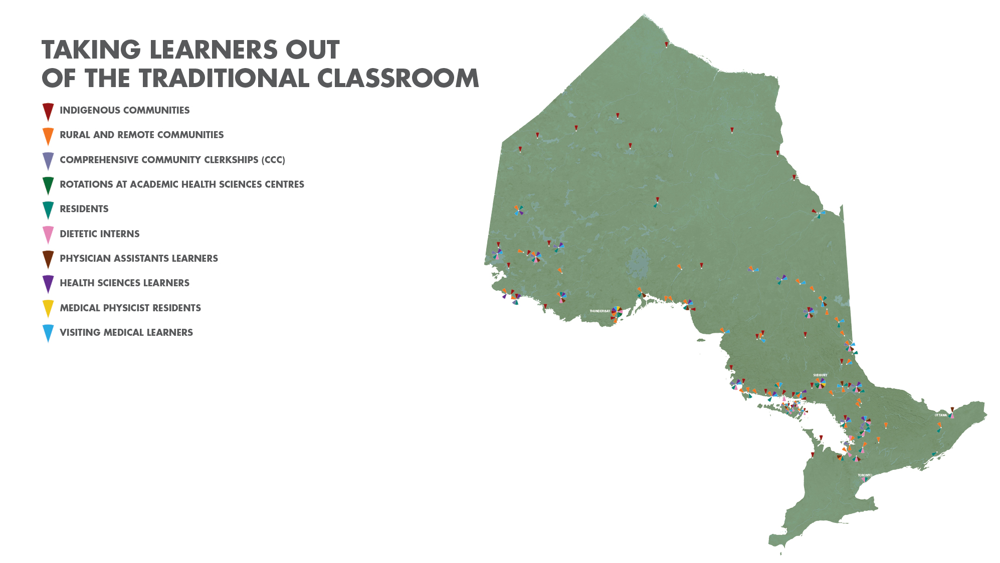 TAKING LEARNERS OUT
OF THE TRADITIONAL CLASSROOM
INDIGENOUS COMMUNITIES
RURAL AND REMOTE COMMUNITIES
COMPREHENSIVE COMMUNITY CLERKSHIPS (CCC)
ROTATIONS AT ACADEMIC HEALTH SCIENCES CENTRES
RESIDENTS
DIETETIC INTERNS
PHYSICIAN ASSISTANTS LEARNERS
HEALTH SCIENCES LEARNERS
MEDICAL PHYSICIST RESIDENTS
VISITING MEDICAL LEARNERS
THUNDERBAY
SUDBURY
OTTAWA
TORONTO